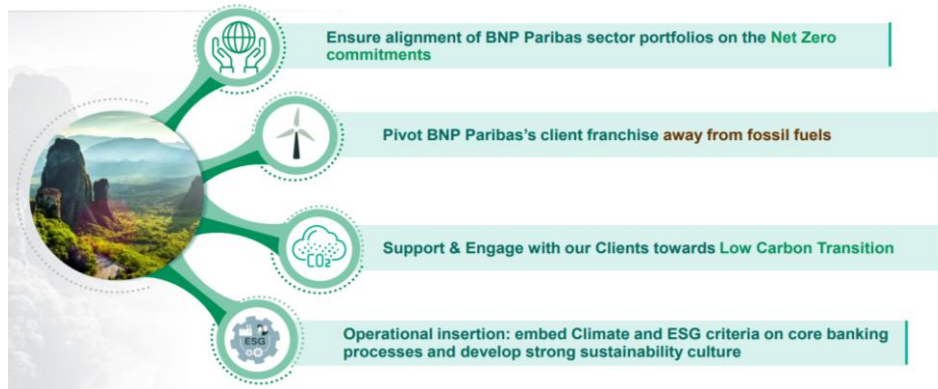 Ensure alignment of BNP Paribas sector portfolios on the Net Zero
commitments
Pivot BNP Paribas's client franchise away from fossil fuels
CO₂
Support & Engage with our Clients towards Low Carbon Transition
ESG
Operational insertion: embed Climate and ESG criteria on core banking
processes and develop strong sustainability culture